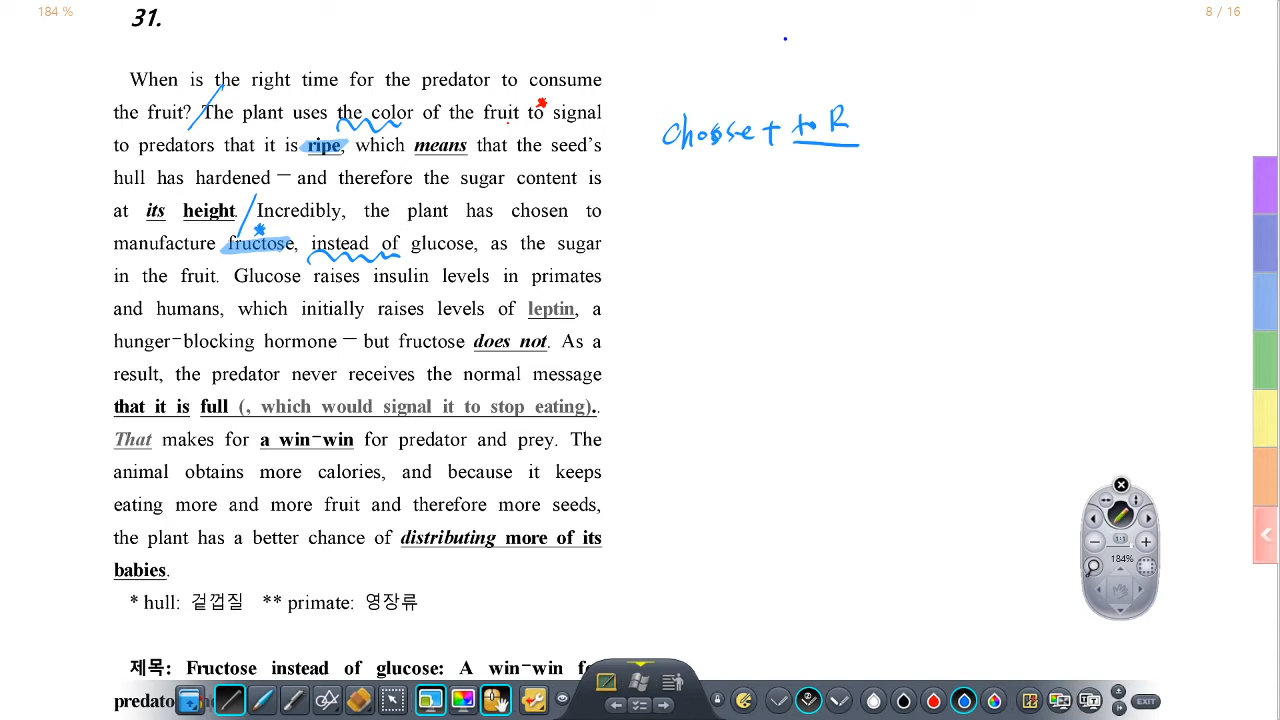 184 %
8 / 16
31.
When is the right time for the predator to consume
the fruit? The plant uses the color of the fruit to signal
to predators that it is ripe, which means that the seed's
hull has hardened — and therefore the sugar content is
at its height. Incredibly, the plant has chosen to
manufacture fructose, instead of glucose, as the sugar
in the fruit. Glucose raises insulin levels in primates
and humans, which initially raises levels of leptin, a
hunger-blocking hormone — but fructose does not. As a
result, the predator never receives the normal message
that it is full (, which would signal it to stop eating)..
That makes for a win-win for predator and prey. The
animal obtains more calories, and because it keeps
eating more and more fruit and therefore more seeds,
the plant has a better chance of distributing more of its
babies.
* hull: 겉껍질 ** primate: 영장류
제목: Fructose instead of glucose: A win-win
predato
choose + to R
1:1
184%
EXIT